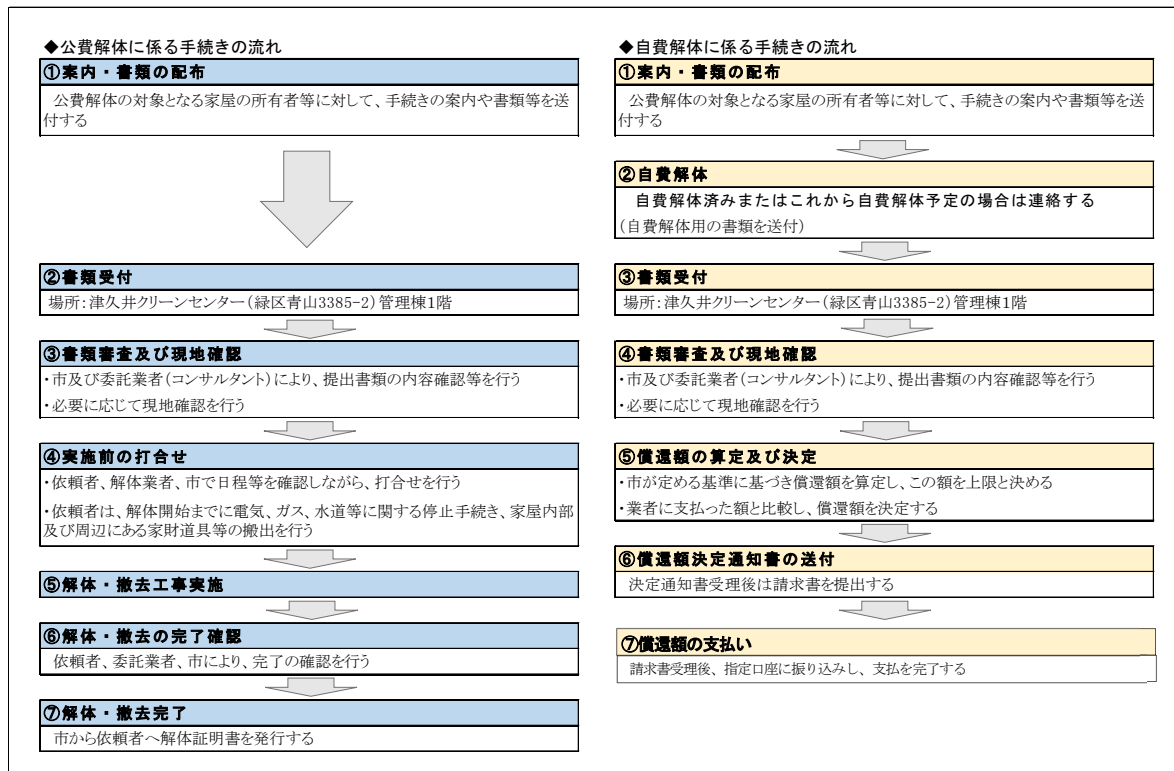 ◆公費解体に係る手続きの流れ
①案内・書類の配布
公費解体の対象となる家屋の所有者等に対して、手続きの案内や書類等を送
付する
②書類受付
場所:津久井クリーンセンター(緑区青山3385-2)管理棟1階
③書類審査及び現地確認
・市及び委託業者(コンサルタント)により、提出書類の内容確認等を行う
・必要に応じて現地確認を行う
④実施前の打合せ
・依頼者、解体業者、市で日程等を確認しながら、打合せを行う
・依頼者は、解体開始までに電気、ガス、水道等に関する停止手続き、家屋内部
及び周辺にある家財道具等の搬出を行う
⑤解体・撤去工事実施
⑥解体・撤去の完了確認
依頼者、委託業者、市により、完了の確認を行う
⑦解体・撤去完了
市から依頼者へ解体証明書を発行する
◆自費解体に係る手続きの流れ
①案内・書類の配布
公費解体の対象となる家屋の所有者等に対して、手続きの案内や書類等を送
付する
②自費解体
自費解体済みまたはこれから自費解体予定の場合は連絡する
(自費解体用の書類を送付)
③書類受付
場所:津久井クリーンセンター(緑区青山3385-2)管理棟1階
④書類審査及び現地確認
・市及び委託業者(コンサルタント)により、提出書類の内容確認等を行う
・必要に応じて現地確認を行う
⑤償還額の算定及び決定
・市が定める基準に基づき償還額を算定し、この額を上限と決める
・業者に支払った額と比較し、償還額を決定する
⑥償還額決定通知書の送付
決定通知書受理後は請求書を提出する
⑦償還額の支払い
請求書受理後、指定口座に振り込みし、支払を完了する